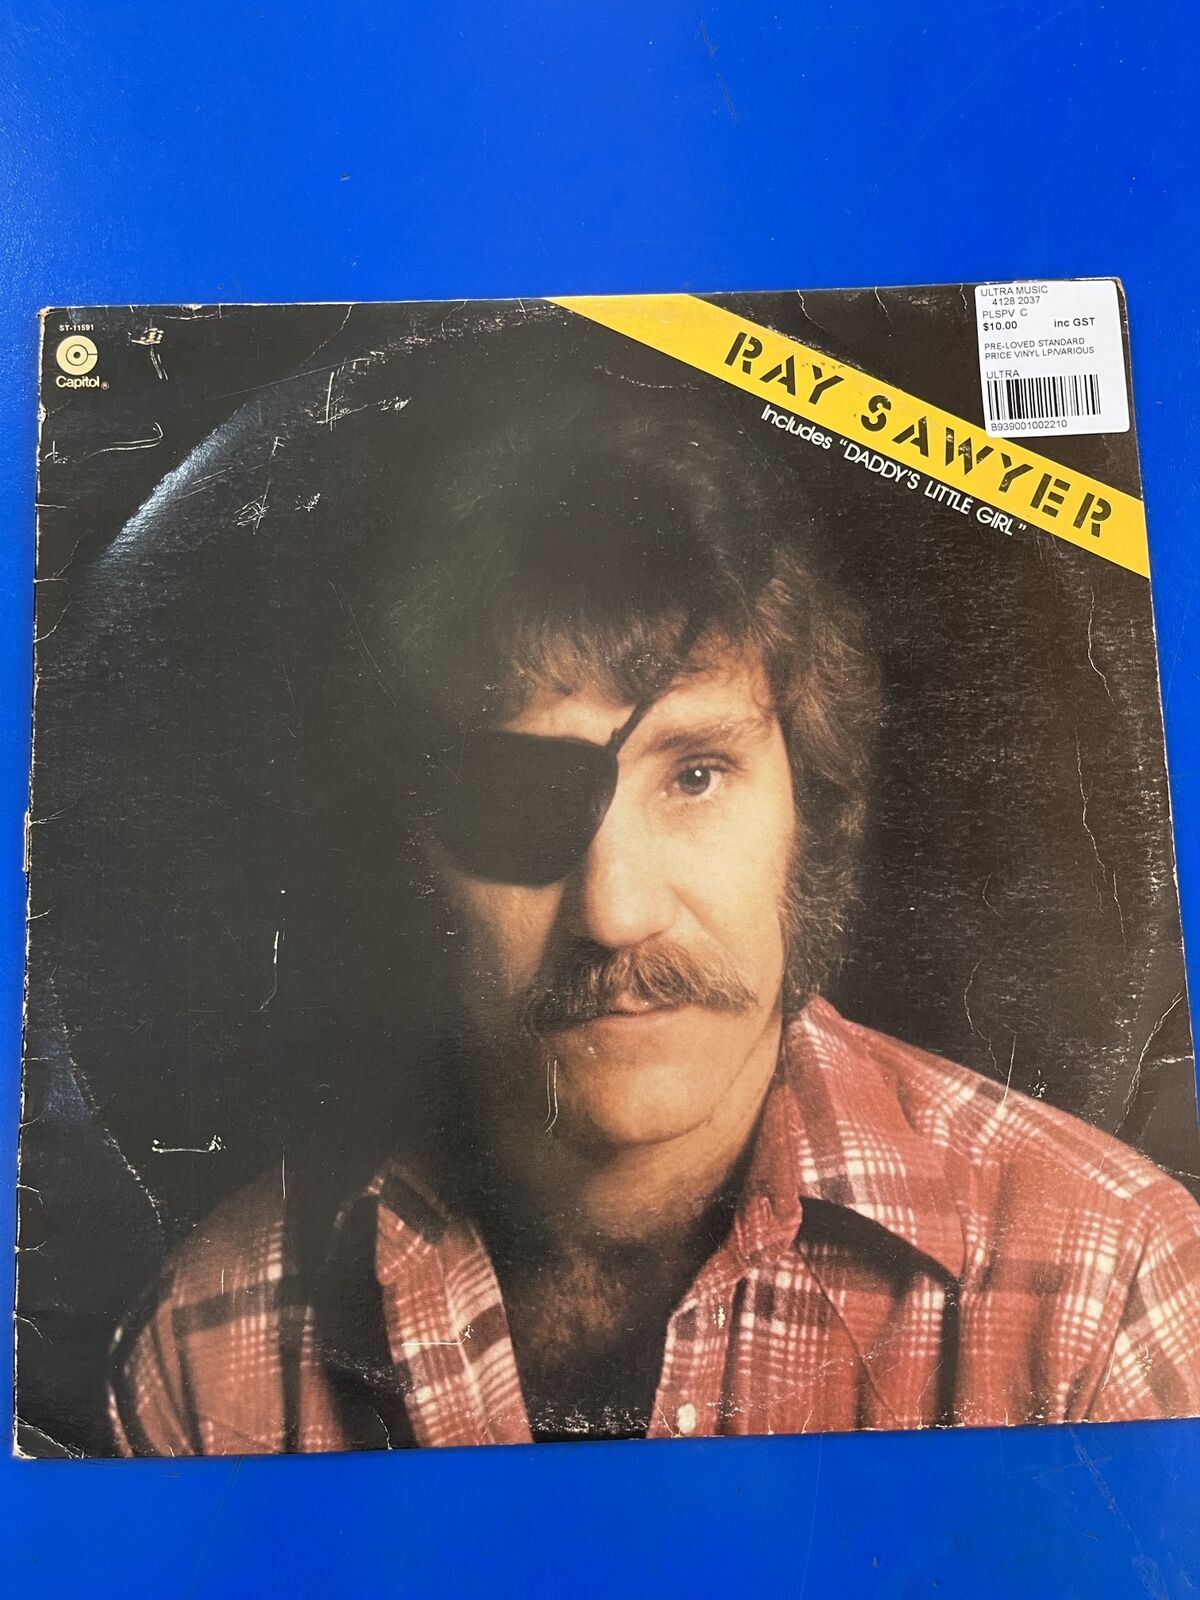 ST-11591
Capitol®
RAY SAWYER
Includes "DADDY'S LITTLE GIRL"
ULTRA MUSIC
4128 2037
PLSPV C
$10.00 inc GST
PRE-LOVED STANDARD
PRICE VINYL LP/VARIOUS
ULTRA
B939001002210